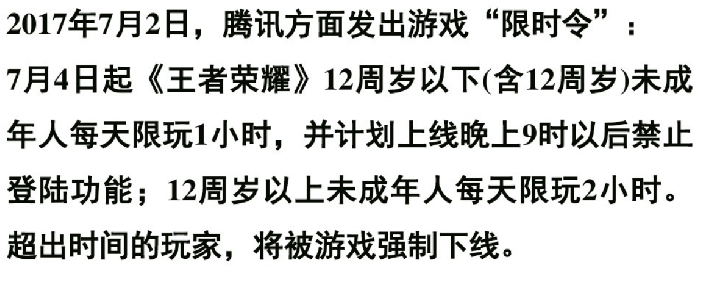 2017年7月2日，腾讯方面发出游戏“限时令”：
7月4日起《王者荣耀》12周岁以下(含12周岁)未成
年人每天限玩1小时，并计划上线晚上9时以后禁止
登陆功能；12周岁以上未成年人每天限玩2小时。
超出时间的玩家，将被游戏强制下线。